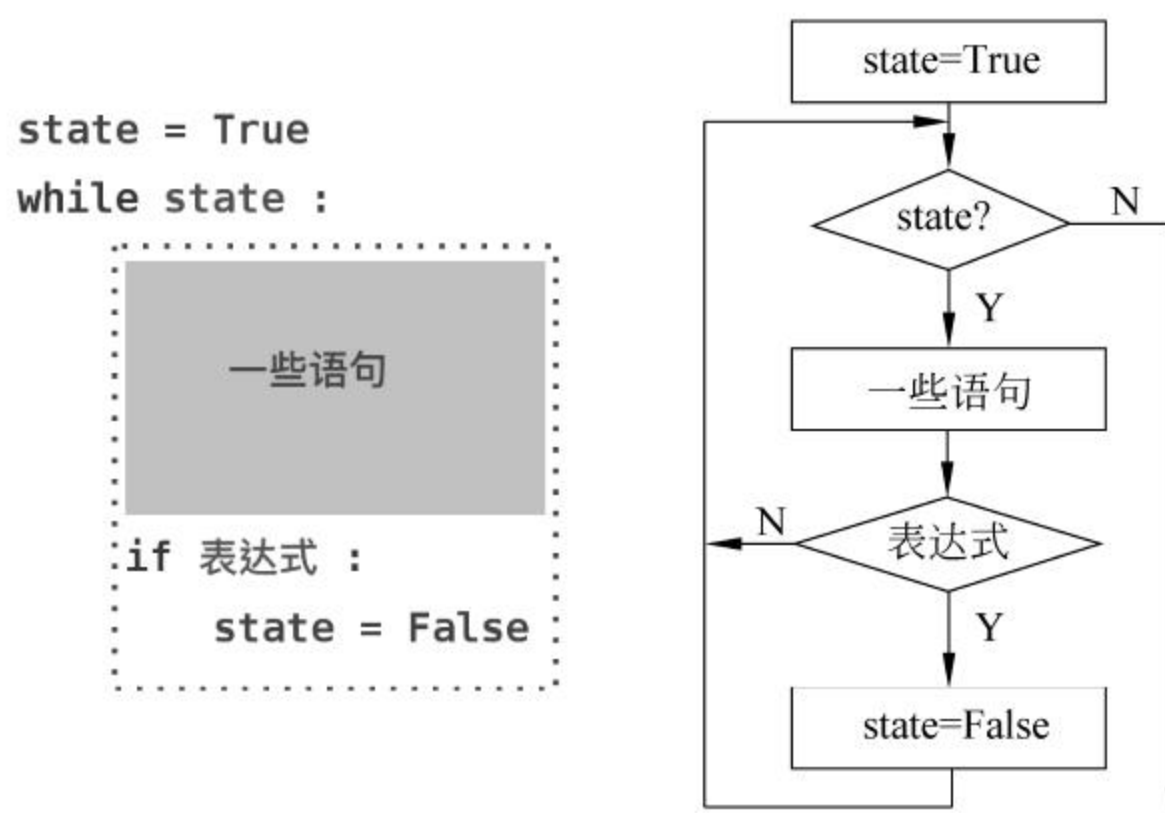 state = True
while state :
一些语句
if 表达式 :
state = False
state=True
state?
N
Y
一些语句
N
表达式
Y
state=False